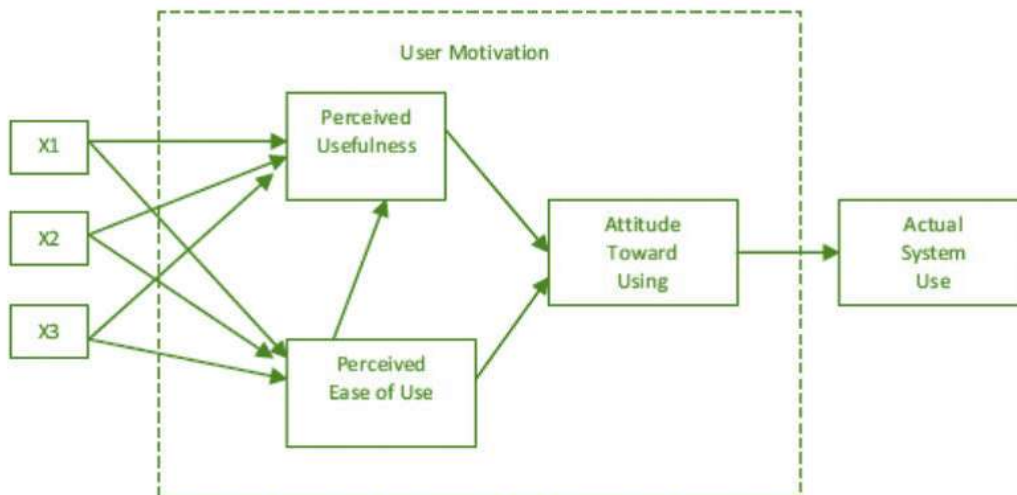 User Motivation
X1
X2
X3
Perceived
Usefulness
Perceived
Ease of Use
Attitude
Toward
Using
Actual
System
Use